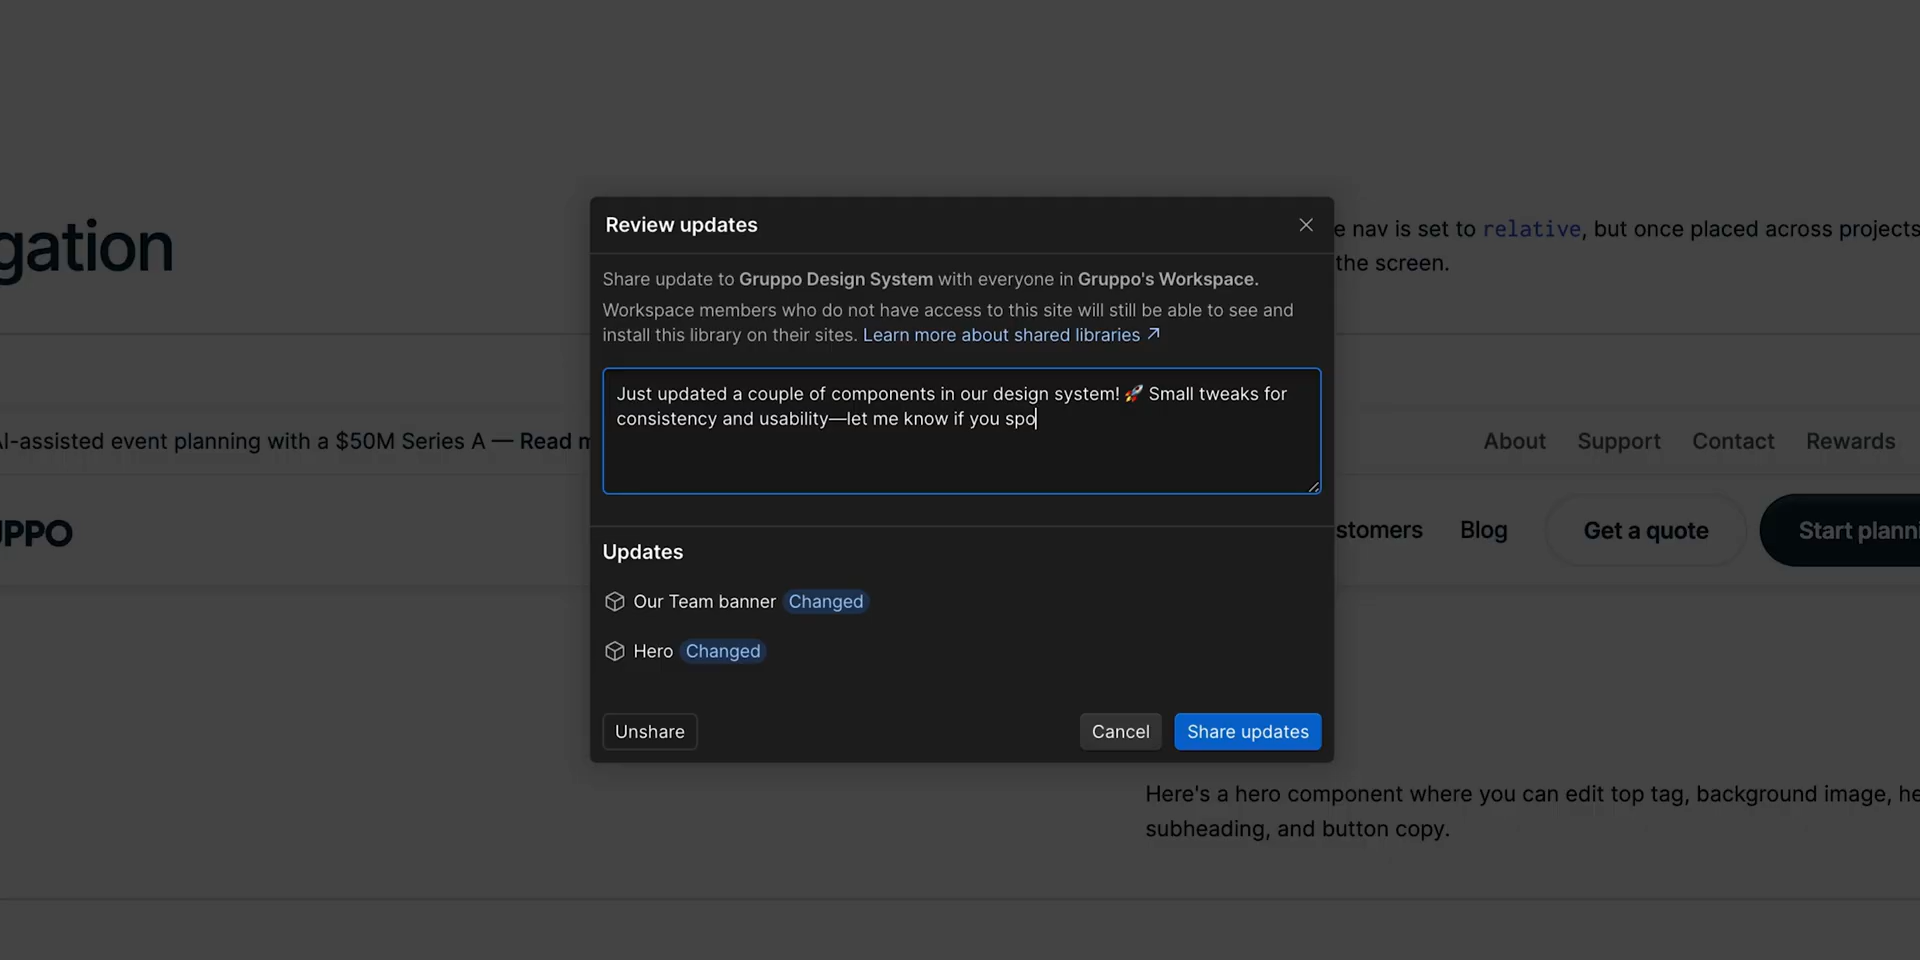 gation
Review updates
e nav is set to relative, but once placed across projects
the screen.
Share update to Gruppo Design System with everyone in Gruppo's Workspace.
Workspace members who do not have access to this site will still be able to see and
install this library on their sites. Learn more about shared libraries ↗
Just updated a couple of components in our design system! 🚀 Small tweaks for
consistency and usability—let me know if you spo
AI-assisted event planning with a $50M Series A — Read m
About Support Contact Rewards
UPPO
stomers Blog Get a quote Start planni
Updates
Our Team banner Changed
Hero Changed
Unshare Cancel Share updates
Here's a hero component where you can edit top tag, background image, he
subheading, and button copy.